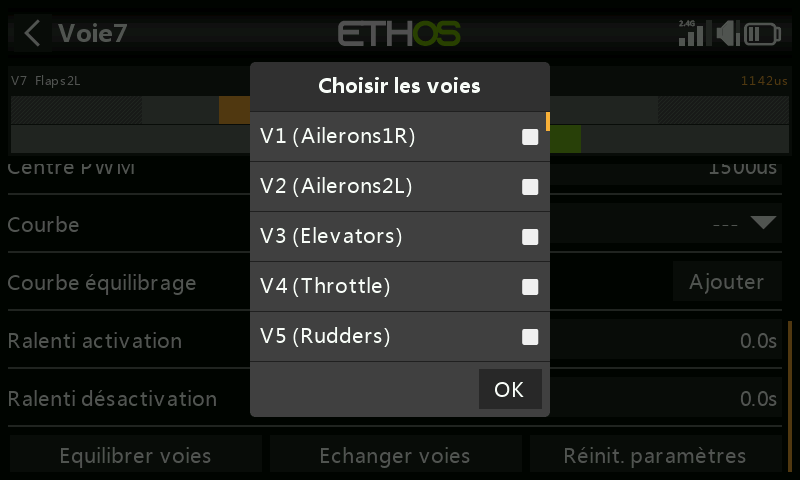 Voie7
ETHOS
2.4G
V7 Flaps2L
1142us
Choisir les voies
V1 (Ailerons1R)
V2 (Ailerons2L)
V3 (Elevators)
V4 (Throttle)
V5 (Rudders)
OK
Centre PWM
1500us
Courbe
---
Courbe équilibrage
Ajouter
Ralenti activation
0.0s
Ralenti désactivation
0.0s
Equilibrer voies
Echanger voies
Réinit. paramètres